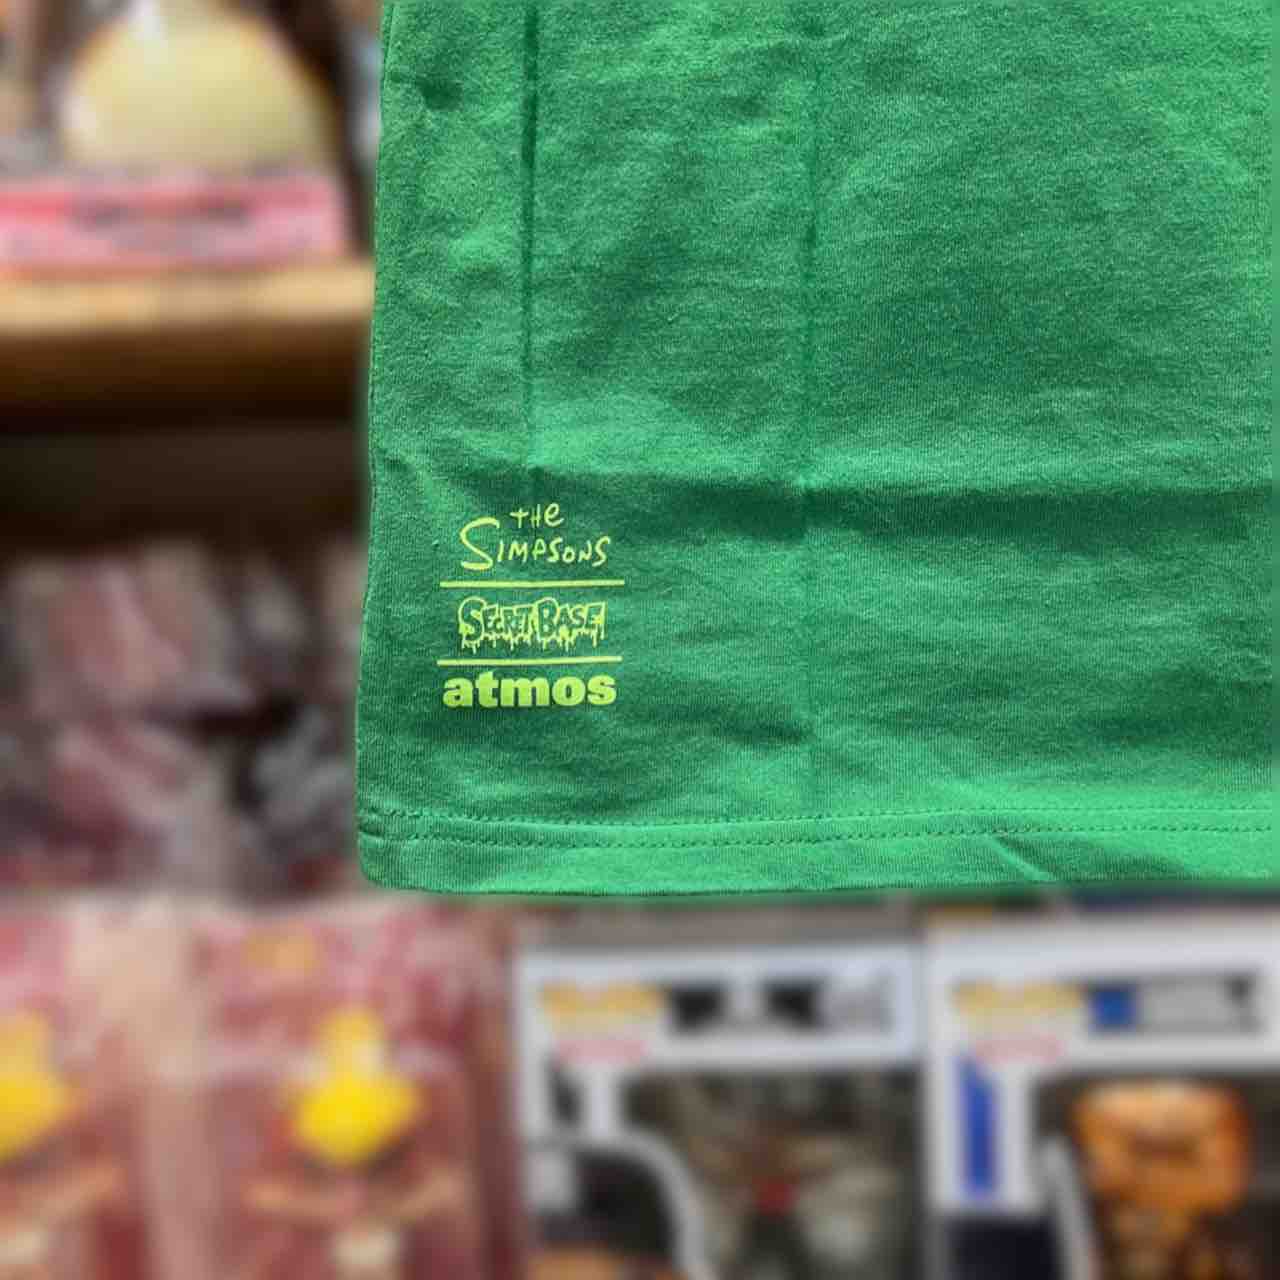 THe
SIMPSONS
SECRET BASE
atmos